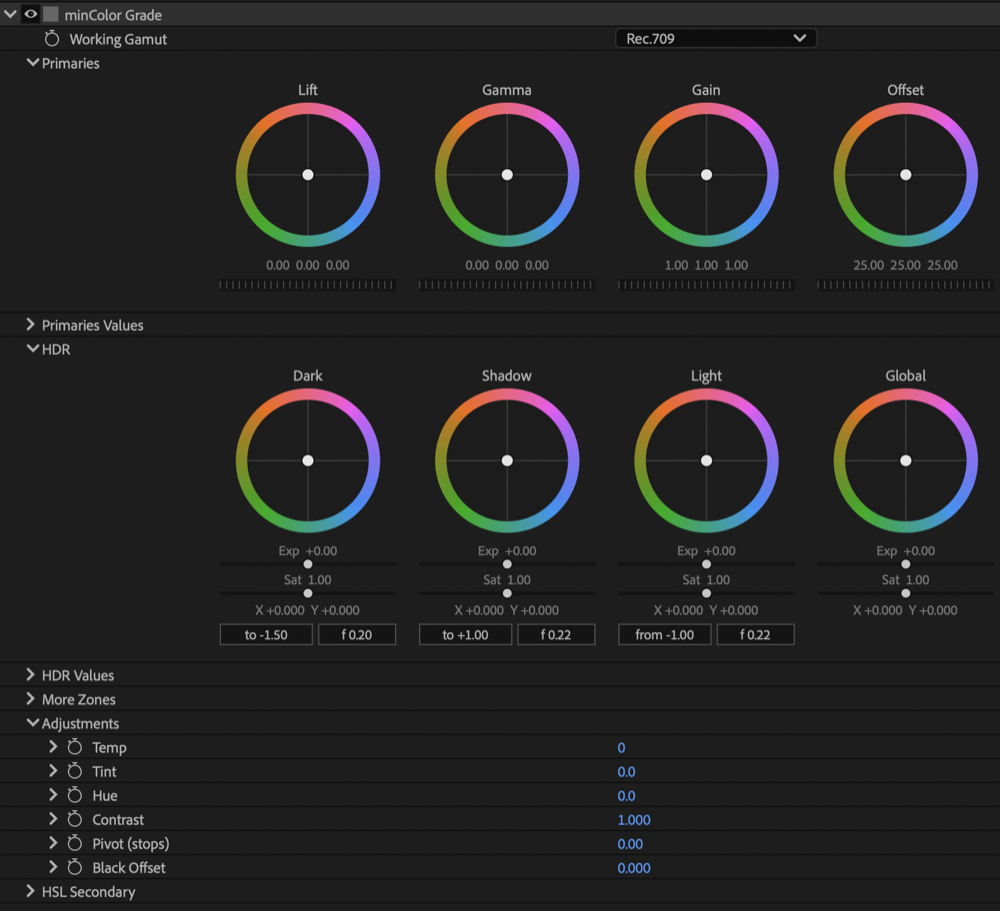 minColor Grade
Working Gamut Rec.709
Primaries
Lift Gamma Gain Offset
0.00 0.00 0.00 0.00 0.00 0.00 1.00 1.00 1.00 25.00 25.00 25.00
Primaries Values
HDR
Dark Shadow Light Global
Exp +0.00 Exp +0.00 Exp +0.00 Exp +0.00
Sat 1.00 Sat 1.00 Sat 1.00 Sat 1.00
X +0.000 Y +0.000 X +0.000 Y +0.000 X +0.000 Y +0.000 X +0.000 Y +0.000
to -1.50 f 0.20 to +1.00 f 0.22 from -1.00 f 0.22
HDR Values
More Zones
Adjustments
Temp 0
Tint 0.0
Hue 0.0
Contrast 1.000
Pivot (stops) 0.00
Black Offset 0.000
HSL Secondary